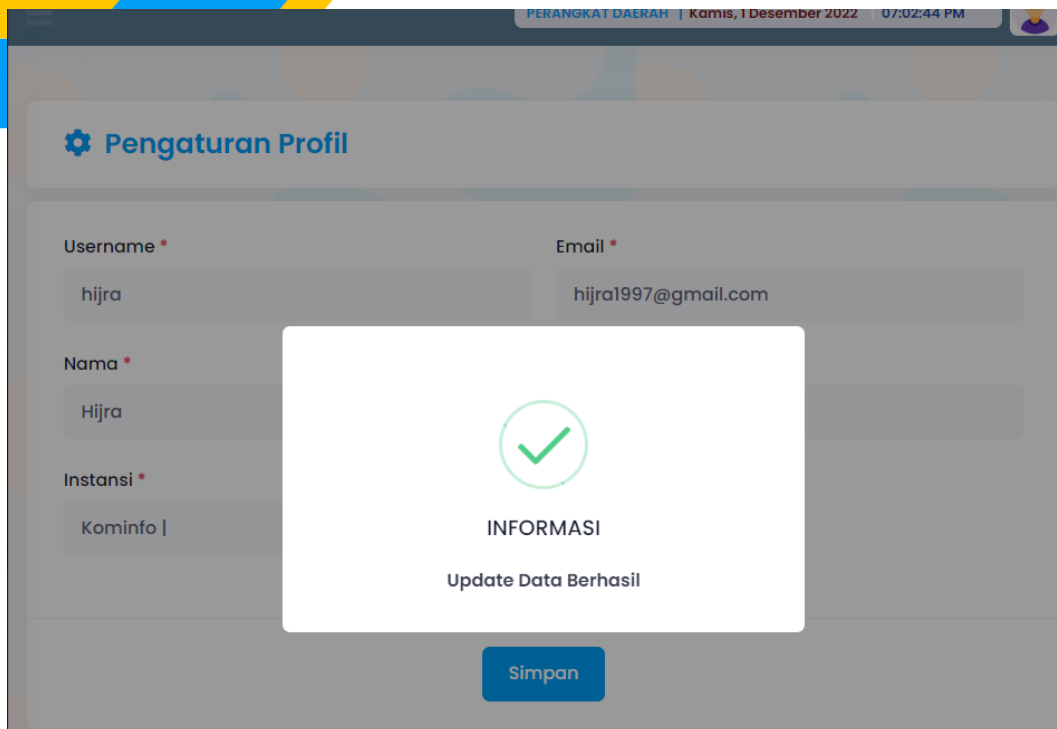 PERANGKAT DAERAH | Kamis, 1 Desember 2022 | 07:02:44 PM
Pengaturan Profil
Username *
Email *
hijra
hijra1997@gmail.com
Nama *
Hijra
Instansi *
Kominfo |
INFORMASI
Update Data Berhasil
Simpan